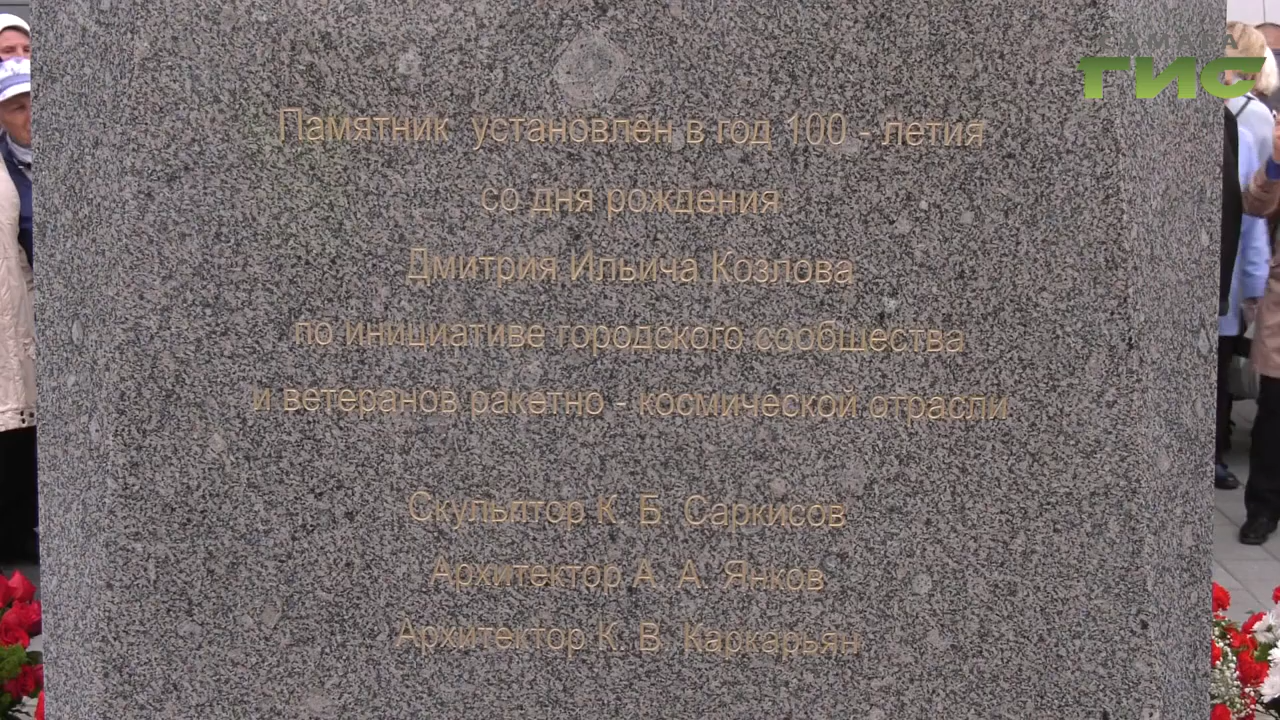 САМАРА
ГИС
Памятник установлен в год 100 - летия
со дня рождения
Дмитрия Ильича Козлова
по инициативе городского сообщества
и ветеранов ракетно - космической отрасли
Скульптор К. Б. Саркисов
Архитектор А. А. Янков
Архитектор К. В. Каркарьян